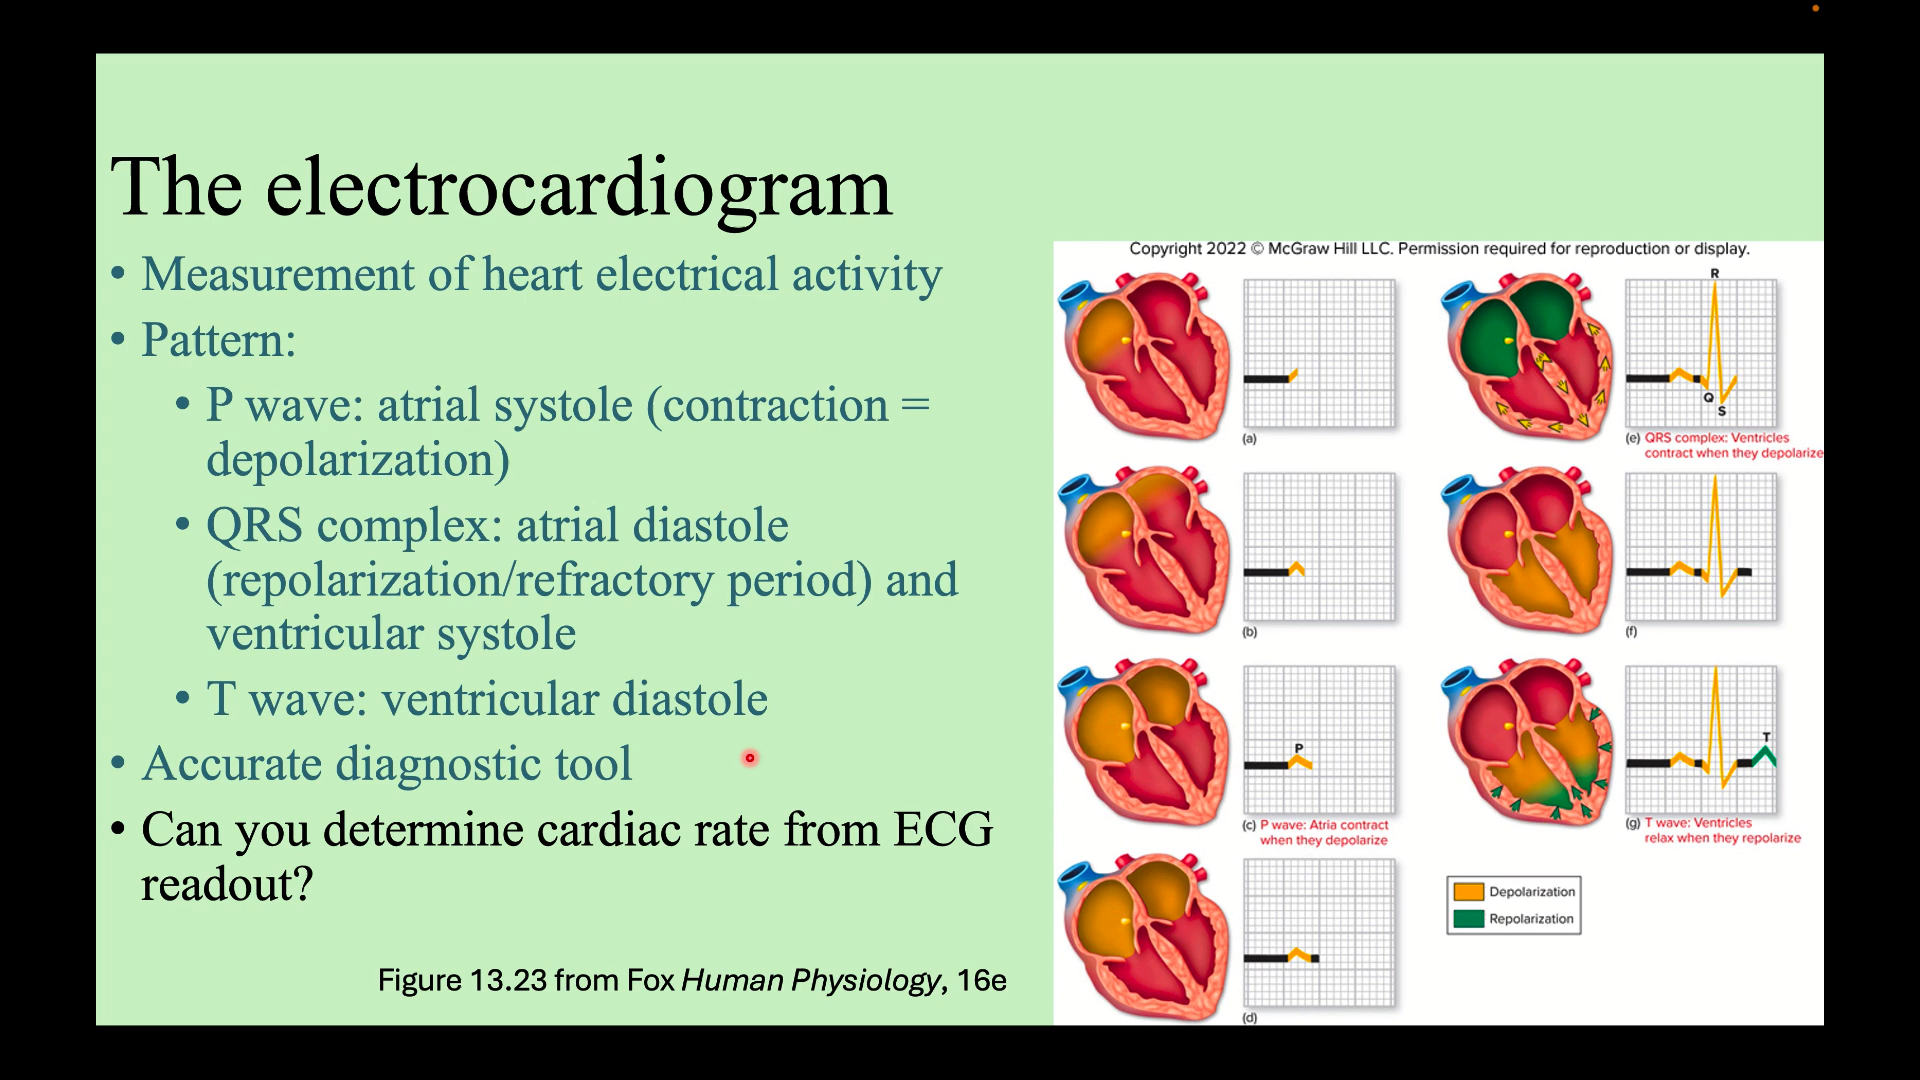 The electrocardiogram
• Measurement of heart electrical activity
• Pattern:
• P wave: atrial systole (contraction =
depolarization)
• QRS complex: atrial diastole
(repolarization/refractory period) and
ventricular systole
• T wave: ventricular diastole
• Accurate diagnostic tool
• Can you determine cardiac rate from ECG
readout?
Figure 13.23 from Fox Human Physiology, 16e
Copyright 2022 © McGraw Hill LLC. Permission required for reproduction or display.
(a)
(b)
P
(c) P wave: Atria contract
when they depolarize
(d)
R
Q
S
(e) QRS complex: Ventricles
contract when they depolarize
(f)
T
(g) T wave: Ventricles
relax when they repolarize
Depolarization
Repolarization